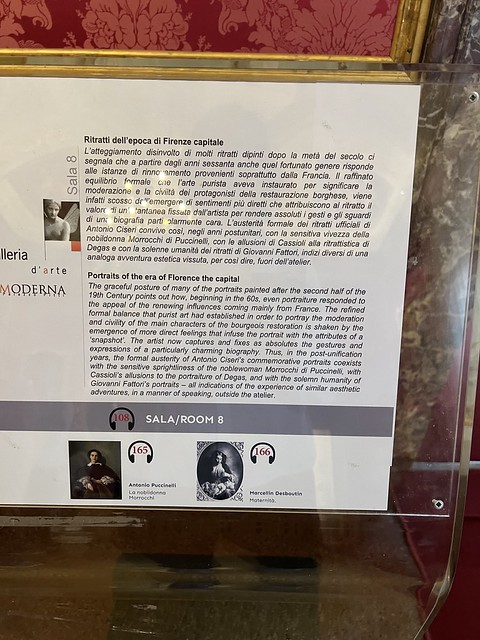 Sala 8
lleria
d'arte
MODERNA
Ritratti dell'epoca di Firenze capitale
L'atteggiamento disinvolto di molti ritratti dipinti dopo la metà del secolo ci
segnala che a partire dagli anni sessanta anche quel fortunato genere risponde
alle istanze di rinnovamento provenienti soprattutto dalla Francia. Il raffinato
equilibrio formale che l'arte purista aveva instaurato per significare la
moderazione e la civiltà dei protagonisti della restaurazione borghese, viene
infatti scosso dall'emergere di sentimenti più diretti che attribuiscono al ritratto il
valore di un'istantanea fissata dall'artista per rendere assoluti i gesti e gli sguardi
di una biografia particolarmente cara. L'austerità formale dei ritratti ufficiali di
Antonio Ciseri convive così, negli anni postunitari, con la sensitiva vivezza della
nobildonna Morrocchi di Puccinelli, con le allusioni di Cassioli alla ritrattistica di
Degas e con la solenne umanità dei ritratti di Giovanni Fattori, indizi diversi di una
analoga avventura estetica vissuta, per così dire, fuori dell'atelier.
Portraits of the era of Florence the capital
The graceful posture of many of the portraits painted after the second half of the
19th Century points out how, beginning in the 60s, even portraiture responded to
the appeal of the renewing influences coming mainly from France. The refined
formal balance that purist art had established in order to portray the moderation
and civility of the main characters of the bourgeois restoration is shaken by the
emergence of more direct feelings that infuse the portrait with the attributes of a
'snapshot'. The artist now captures and fixes as absolutes the gestures and
expressions of a particularly charming biography. Thus, in the post-unification
years, the formal austerity of Antonio Ciseri's commemorative portraits coexists
with the sensitive sprightliness of the noblewoman Morrocchi di Puccinelli, with
Cassioli's allusions to the portraiture of Degas, and with the solemn humanity of
Giovanni Fattori's portraits – all indications of the experience of similar aesthetic
adventures, in a manner of speaking, outside the atelier.
108 SALA/ROOM 8
165
Antonio Puccinelli
La nobildonna
Morrocchi
166
Marcellin Desboutin
Maternità.